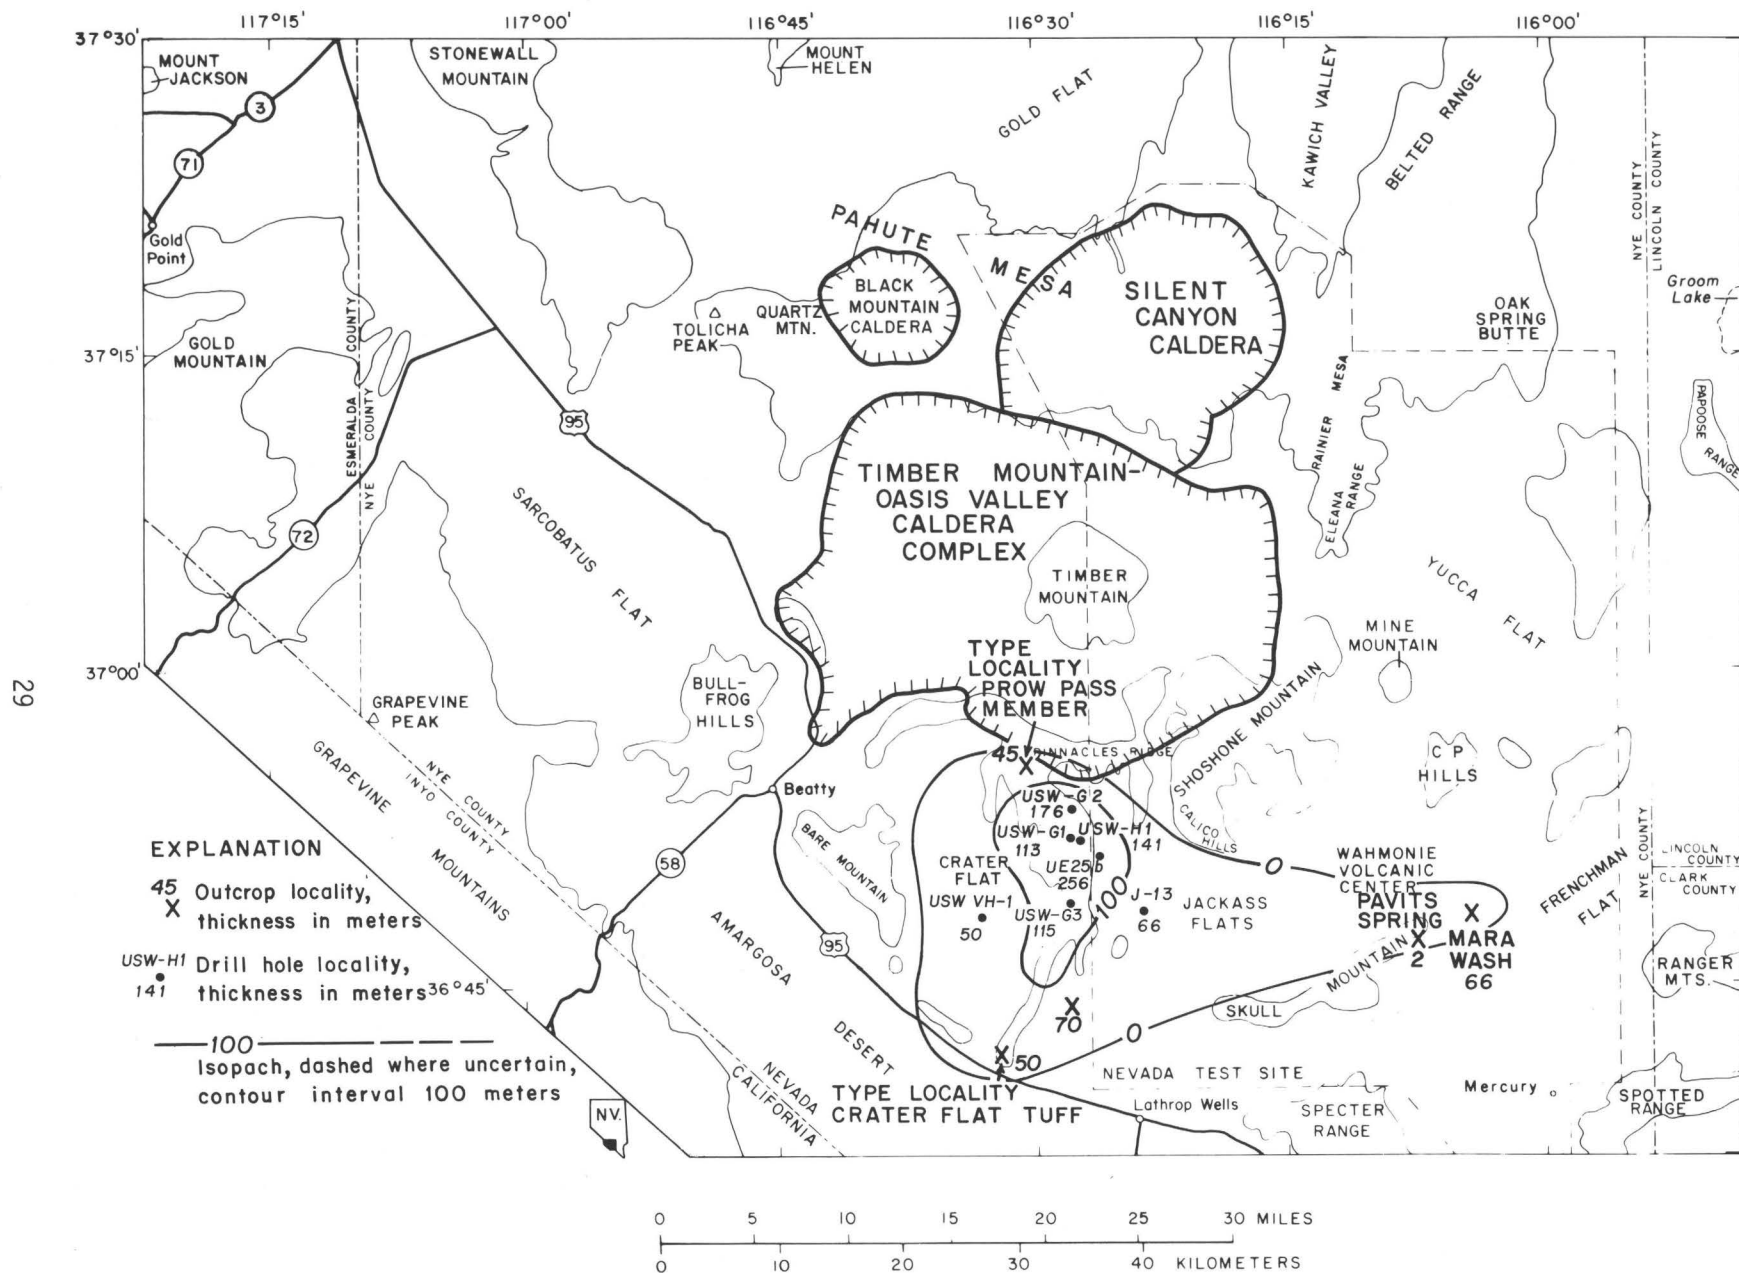 117°15'
117°00'
116°45'
116°30'
116°15'
116°00'
37°30'
MOUNT
JACKSON
STONEWALL
MOUNTAIN
MOUNT
HELEN
GOLD FLAT
KAWICH VALLEY
BELTED RANGE
NYE COUNTY
LINCOLN COUNTY
3
71
Gold
Point
PAHUTE
MESA
BLACK
MOUNTAIN
CALDERA
SILENT
CANYON
CALDERA
Groom
Lake
OAK
SPRING
BUTTE
QUARTZ
MTN.
TOLICHA
PEAK
GOLD
MOUNTAIN
37°15'
ESMERALDA COUNTY
NYE COUNTY
95
RAINIER MESA
ELEANA
RANGE
PAPOOSE
RANGE
TIMBER MOUNTAIN-
OASIS VALLEY
CALDERA
COMPLEX
72
SARCOBATUS FLAT
TIMBER
MOUNTAIN
YUCCA FLAT
MINE
MOUNTAIN
37°00'
29
TYPE
LOCALITY
PROW PASS
MEMBER
BULL-
FROG
HILLS
GRAPEVINE
PEAK
SHOSHONE MOUNTAIN
C P
HILLS
45
PINNACLES RIDGE
GRAPEVINE MOUNTAINS
NYE COUNTY
INYO COUNTY
Beatty
USW-G2
176
USW-G1
113
USW-H1
141
CALICO
HILLS
BARE MOUNTAIN
CRATER
FLAT
UE25b
256
0
WAHMONIE
VOLCANIC
CENTER
FRENCHMAN
FLAT
NYE COUNTY
LINCOLN
COUNTY
CLARK
COUNTY
58
USW VH-1
50
USW-G3
115
100
J-13
66
JACKASS
FLATS
PAVITS
SPRING
2
MARA
WASH
66
AMARGOSA
DESERT
95
RANGER
MTS.
SKULL
MOUNTAIN
70
0
50
NEVADA TEST SITE
NEVADA
CALIFORNIA
TYPE LOCALITY
CRATER FLAT TUFF
Lathrop Wells
SPECTER
RANGE
Mercury
SPOTTED
RANGE
EXPLANATION
45 Outcrop locality,
X thickness in meters
USW-H1 Drill hole locality,
141 thickness in meters
36°45'
100
Isopach, dashed where uncertain,
contour interval 100 meters
NV.
0 5 10 15 20 25 30 MILES
0 10 20 30 40 KILOMETERS